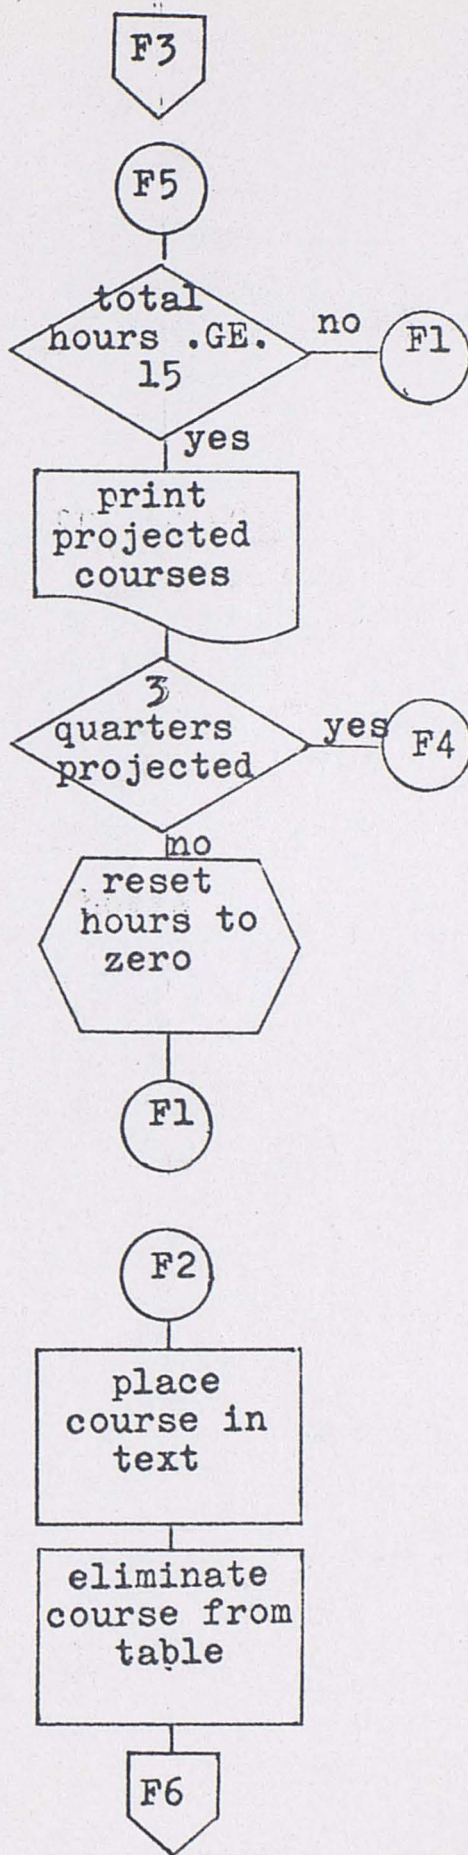 F3
F5
total
hours .GE.
15
no
F1
yes
print
projected
courses
3
quarters
projected
yes
F4
no
reset
hours to
zero
F1
F2
place
course in
text
eliminate
course from
table
F6